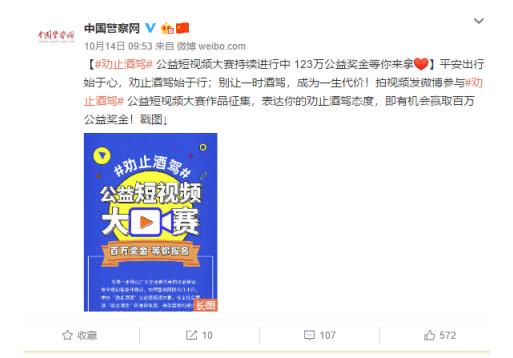 中国警察网
中国警察网
10月14日 09:53 来自 微博 weibo.com
【#劝止酒驾# 公益短视频大赛持续进行中 123万公益奖金等你来拿❤】平安出行
始于心，劝止酒驾始于行；别让一时酒驾，成为一生代价！拍视频发微博参与#劝
止酒驾# 公益短视频大赛作品征集，表达你的劝止酒驾态度，即有机会赢取百万
公益奖金！戳图↓
#劝止酒驾#
公益短视频
大赛
百万奖金 等你报名
长图
收藏
10
107
572